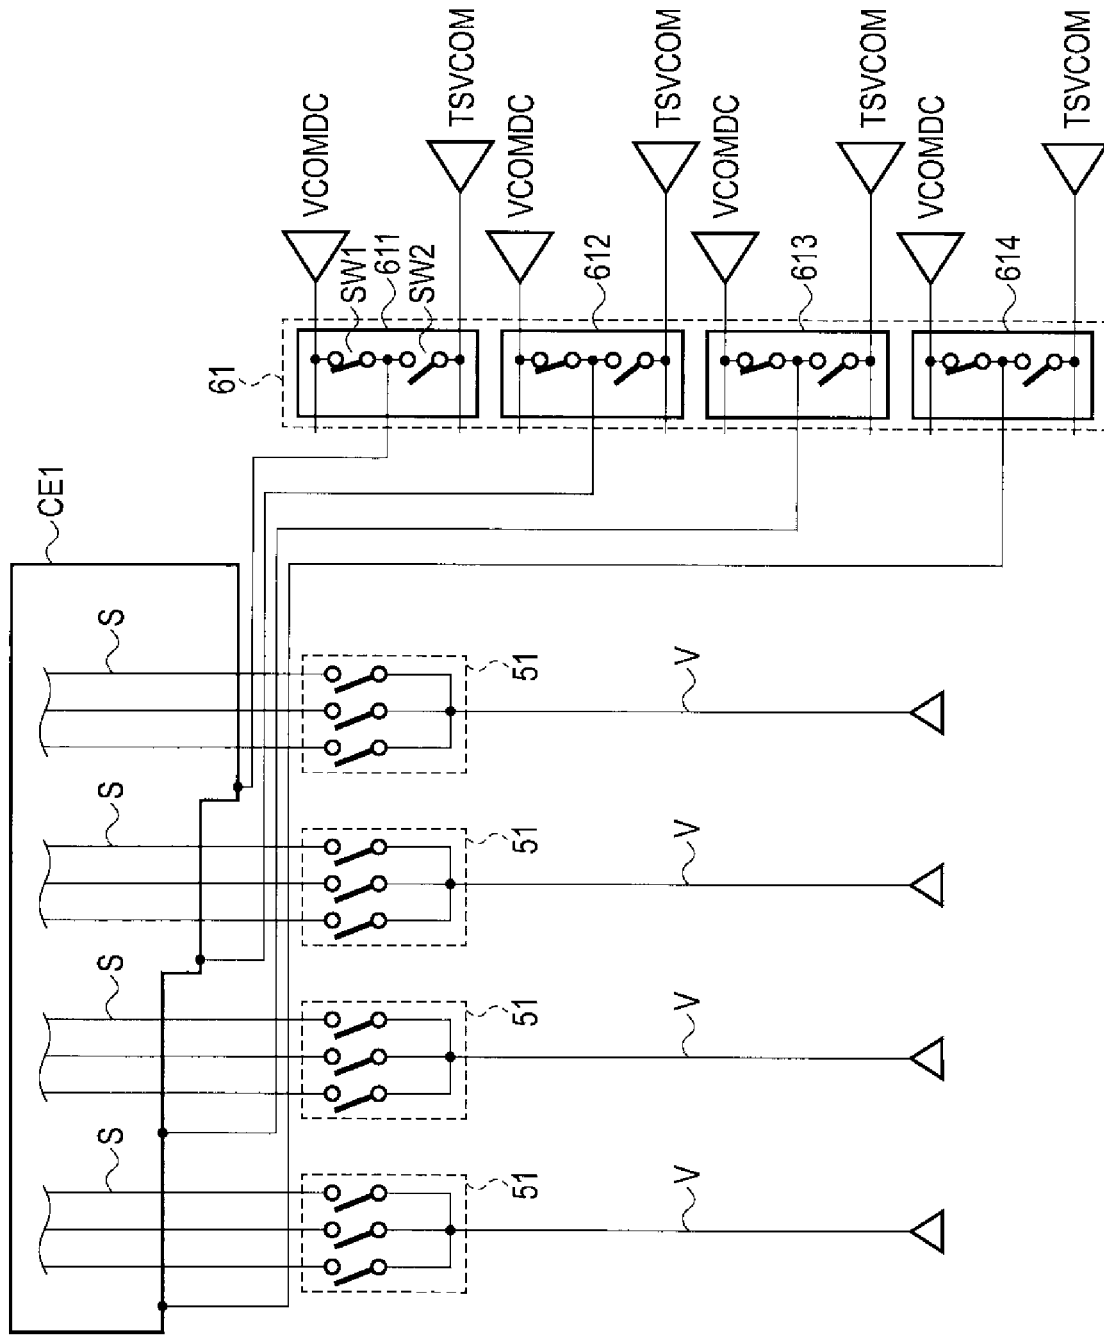 CE1
S
S
S
S
51
51
51
51
V
V
V
V
61
VCOMDC
SW1
611
SW2
TSVCOM
VCOMDC
612
TSVCOM
VCOMDC
613
TSVCOM
VCOMDC
614
TSVCOM